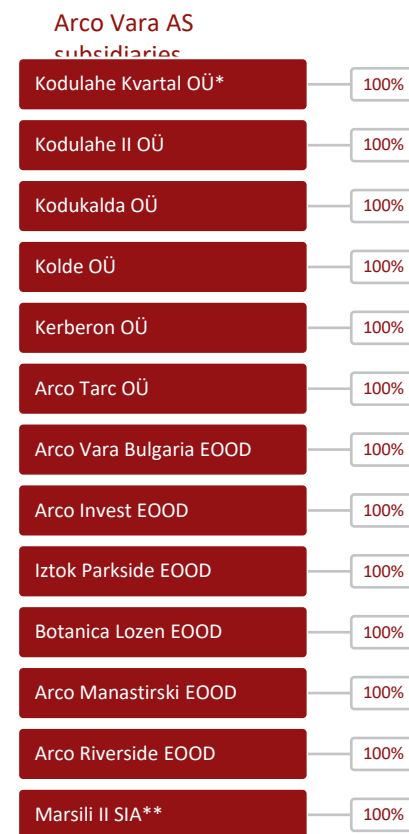 Arco Vara AS
subsidiaries
Kodulahe Kvartal OÜ* 100%
Kodulahe II OÜ 100%
Kodukalda OÜ 100%
Kolde OÜ 100%
Kerberon OÜ 100%
Arco Tarc OÜ 100%
Arco Vara Bulgaria EOOD 100%
Arco Invest EOOD 100%
Iztok Parkside EOOD 100%
Botanica Lozen EOOD 100%
Arco Manastirski EOOD 100%
Arco Riverside EOOD 100%
Marsili II SIA** 100%